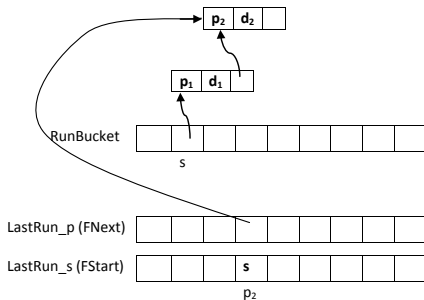 p₂ d₂
p₁ d₁
RunBucket
s
LastRun_p (FNext)
LastRun_s (FStart) s
p₂